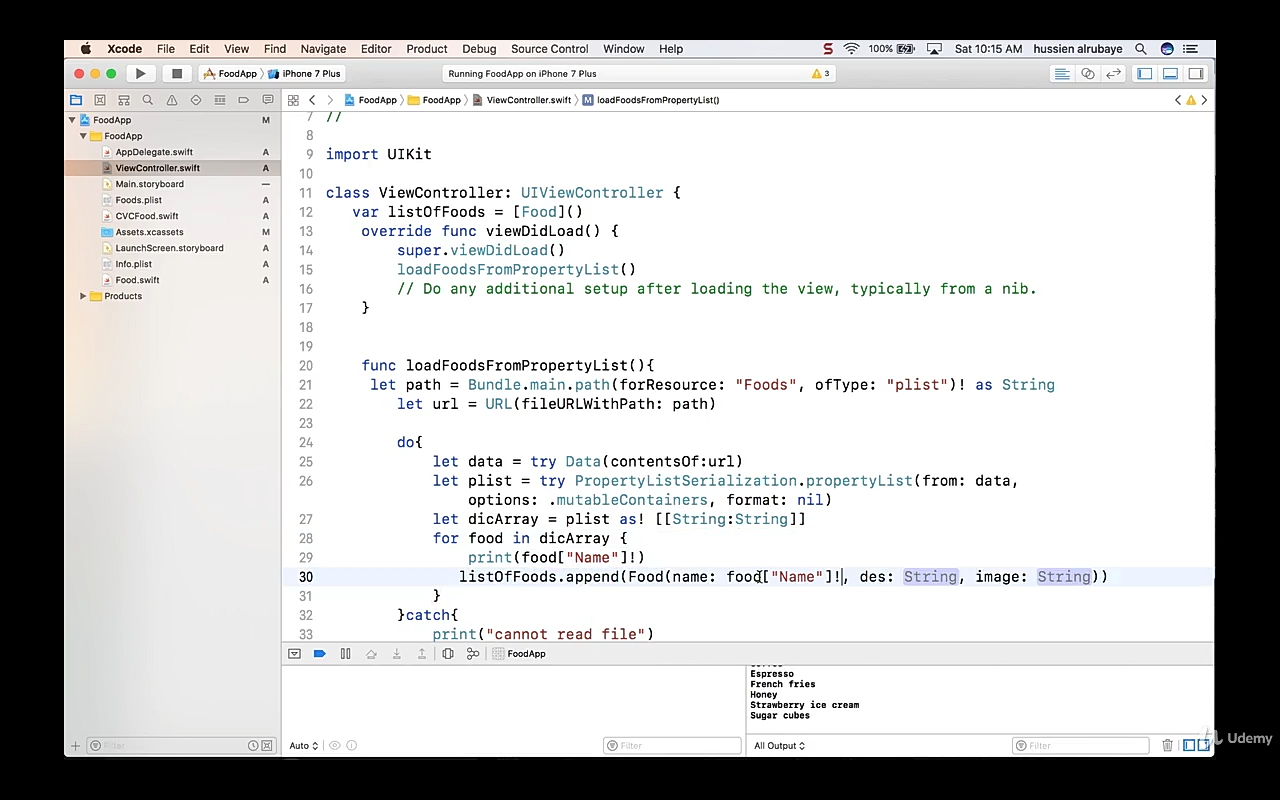 Xcode File Edit View Find Navigate Editor Product Debug Source Control Window Help 100% Sat 10:15 AM hussien alrubaye
FoodApp iPhone 7 Plus Running FoodApp on iPhone 7 Plus 3
FoodApp FoodApp ViewController.swift M loadFoodsFromPropertyList()
FoodApp M
FoodApp
AppDelegate.swift A
ViewController.swift A
Main.storyboard —
Foods.plist A
CVCFood.swift A
Assets.xcassets M
LaunchScreen.storyboard A
Info.plist A
Food.swift A
Products
7 //
8
9 import UIKit
10
11 class ViewController: UIViewController {
12 var listOfFoods = [Food]()
13 override func viewDidLoad() {
14 super.viewDidLoad()
15 loadFoodsFromPropertyList()
16 // Do any additional setup after loading the view, typically from a nib.
17 }
18
19
20 func loadFoodsFromPropertyList(){
21 let path = Bundle.main.path(forResource: "Foods", ofType: "plist")! as String
22 let url = URL(fileURLWithPath: path)
23
24 do{
25 let data = try Data(contentsOf:url)
26 let plist = try PropertyListSerialization.propertyList(from: data,
options: .mutableContainers, format: nil)
27 let dicArray = plist as! [[String:String]]
28 for food in dicArray {
29 print(food["Name"]!)
30 listOfFoods.append(Food(name: food["Name"]!, des: String, image: String))
31 }
32 }catch{
33 print("cannot read file")
FoodApp
Espresso
French fries
Honey
Strawberry ice cream
Sugar cubes
Filter Auto Filter All Output Filter
Udemy